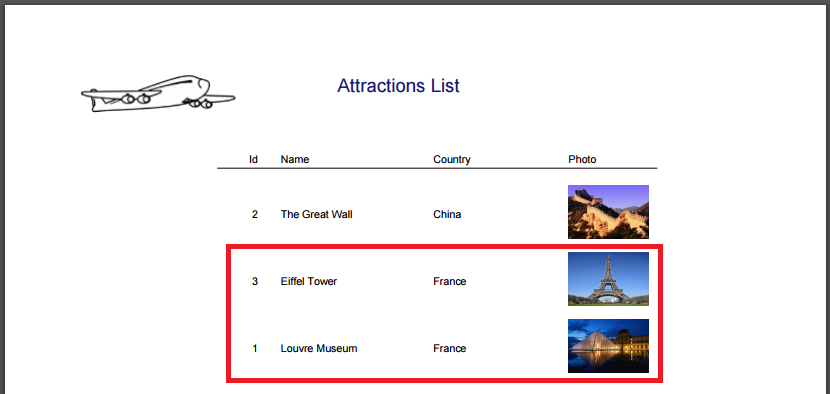 Attractions List
Id Name Country Photo
2 The Great Wall China
3 Eiffel Tower France
1 Louvre Museum France